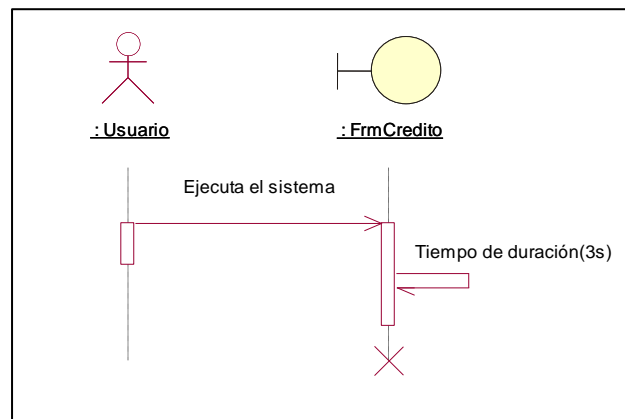 : Usuario
: FrmCredito
Ejecuta el sistema
Tiempo de duración(3s)